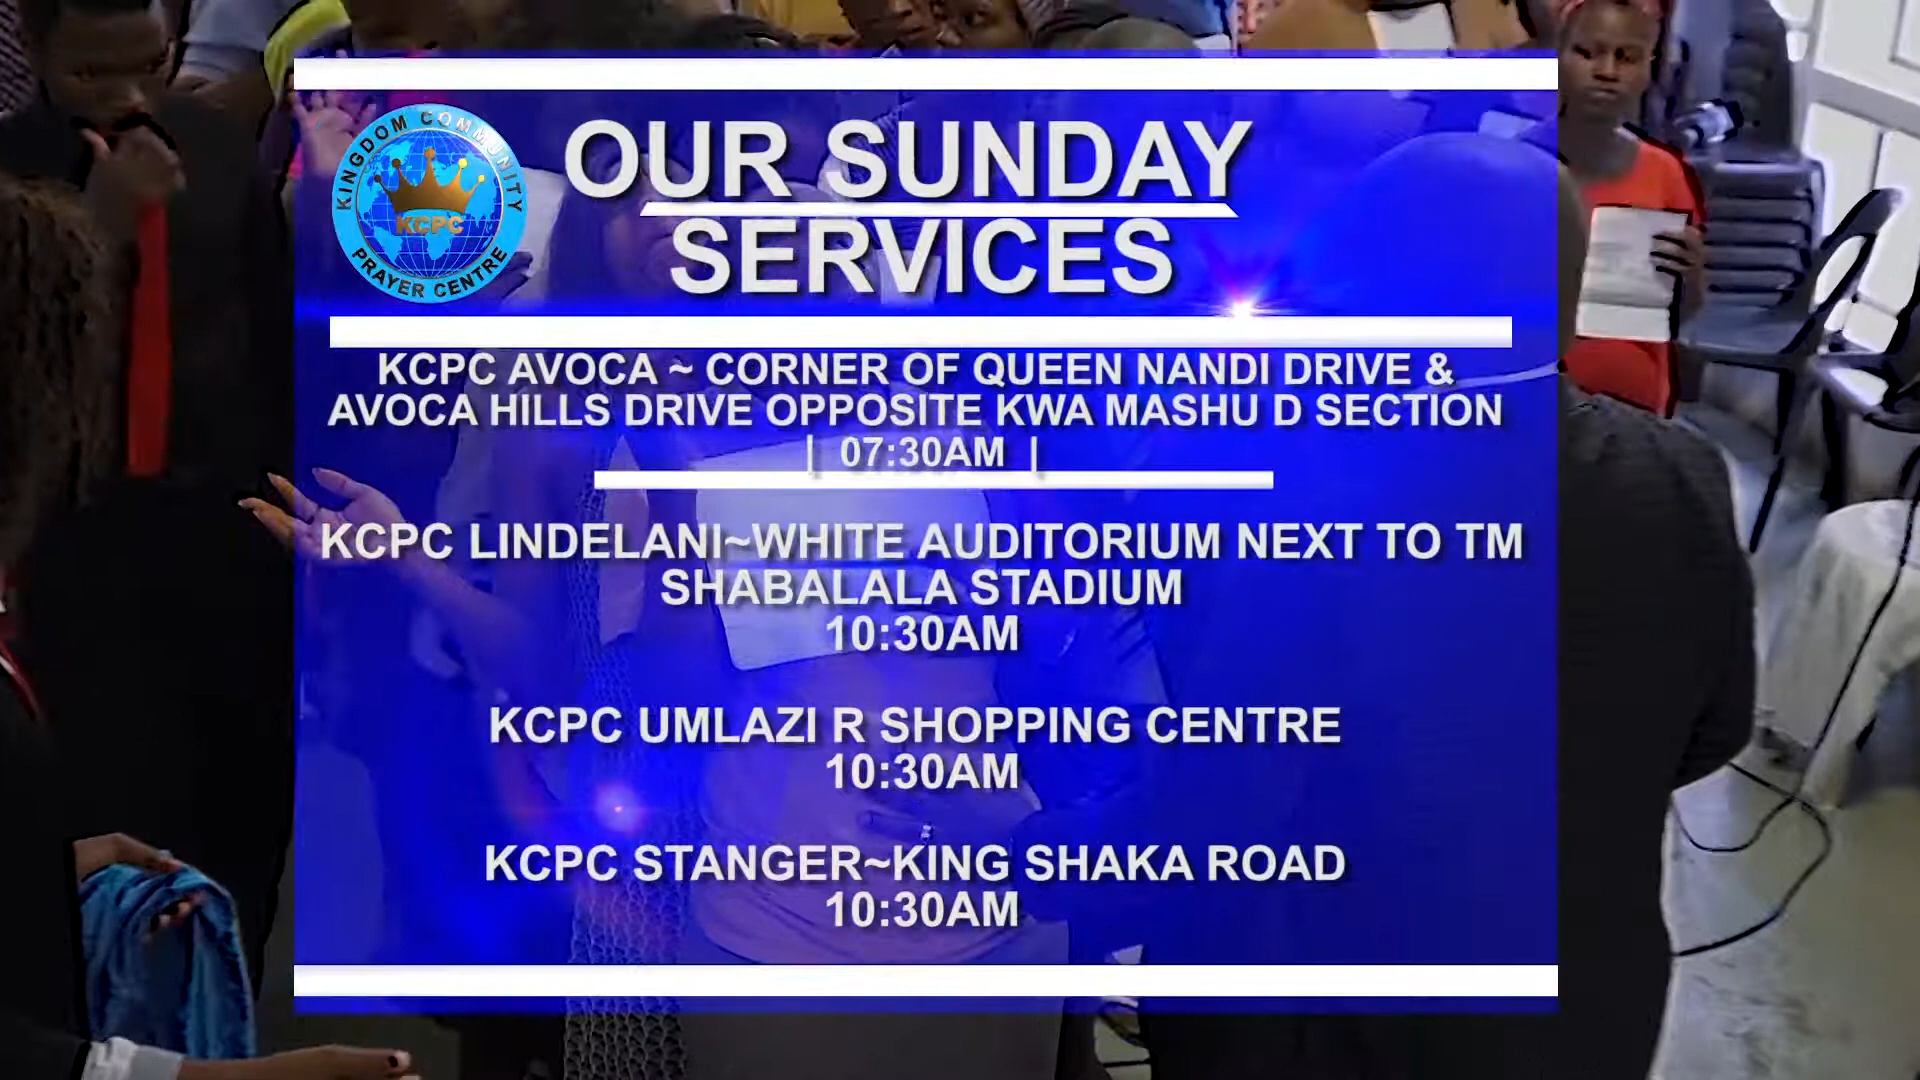 KINGDOM COMMUNITY
KCPC
PRAYER CENTRE
OUR SUNDAY
SERVICES
KCPC AVOCA ~ CORNER OF QUEEN NANDI DRIVE &
AVOCA HILLS DRIVE OPPOSITE KWA MASHU D SECTION
| 07:30AM |
KCPC LINDELANI~WHITE AUDITORIUM NEXT TO TM
SHABALALA STADIUM
10:30AM
KCPC UMLAZI R SHOPPING CENTRE
10:30AM
KCPC STANGER~KING SHAKA ROAD
10:30AM